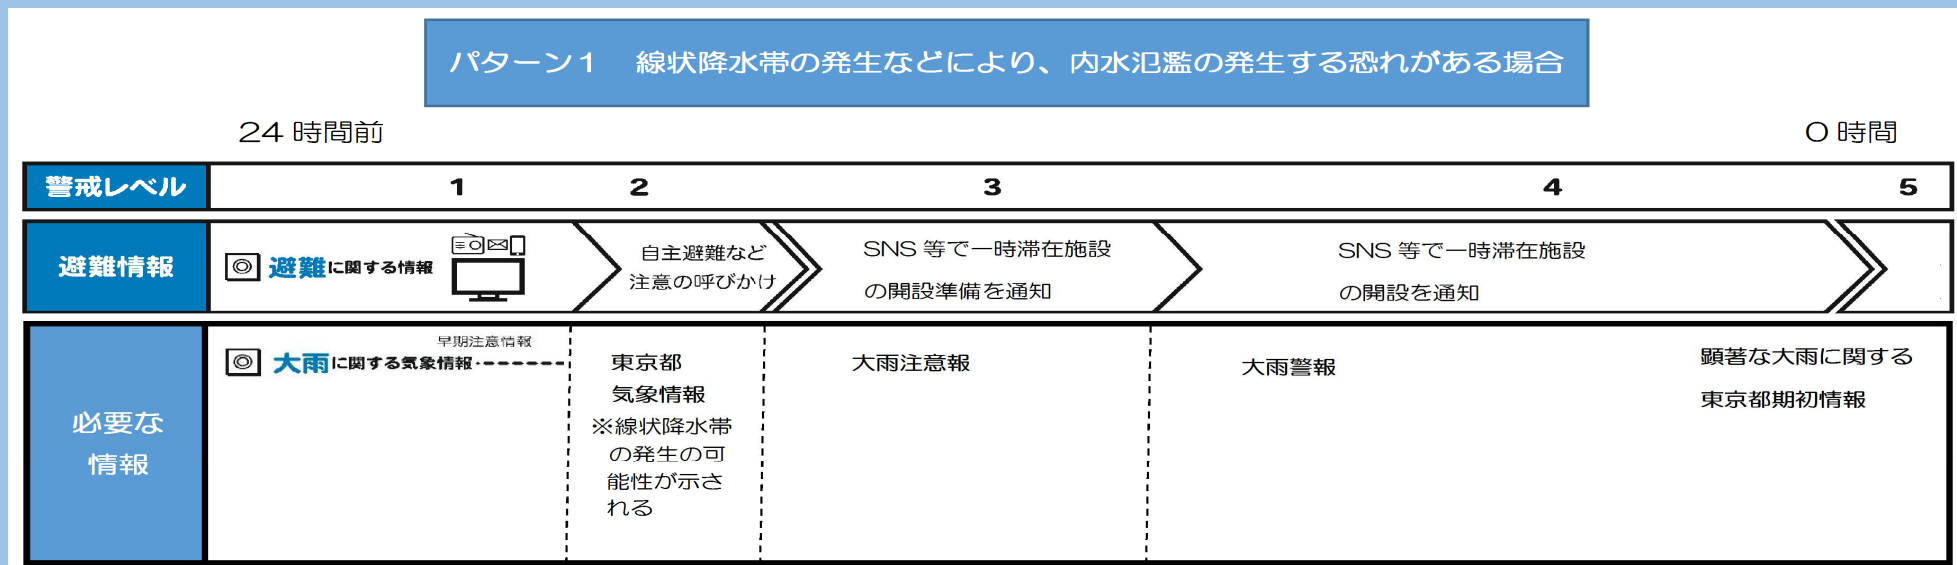 パターン１　線状降水帯の発生などにより、内水氾濫の発生する恐れがある場合
24 時間前
0 時間
警戒レベル
1
2
3
4
5
避難情報
避難に関する情報
自主避難など
注意の呼びかけ
SNS 等で一時滞在施設
の開設準備を通知
SNS 等で一時滞在施設
の開設を通知
必要な
情報
早期注意情報
大雨に関する気象情報
東京都
気象情報
※線状降水帯
の発生の可
能性が示さ
れる
大雨注意報
大雨警報
顕著な大雨に関する
東京都期初情報